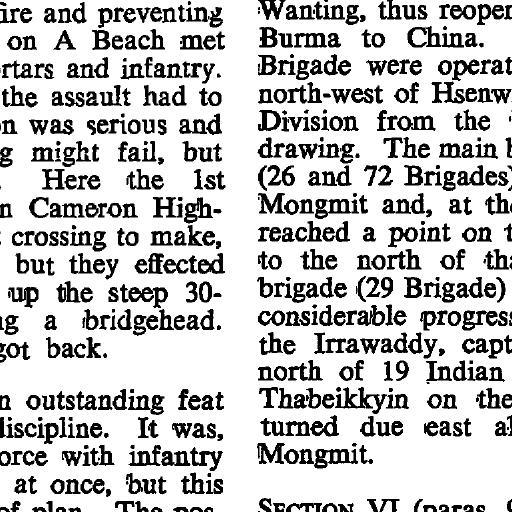 fire and preventing
on A Beach met
rtars and infantry.
the assault had to
n was serious and
g might fail, but
Here the 1st
n Cameron High-
crossing to make,
but they effected
up the steep 30-
ng a bridgehead.
got back.
n outstanding feat
discipline. It was,
orce with infantry
at once, but this
of plan. The pos-
Wanting, thus reopen
Burma to China.
Brigade were operat
north-west of Hsenw
Division from the
drawing. The main b
(26 and 72 Brigades)
Mongmit and, at th
reached a point on t
to the north of tha
brigade (29 Brigade)
considerable progress
the Irrawaddy, capt
north of 19 Indian
Thabeikkyin on the
turned due east al
Mongmit.
SECTION VI (paras.